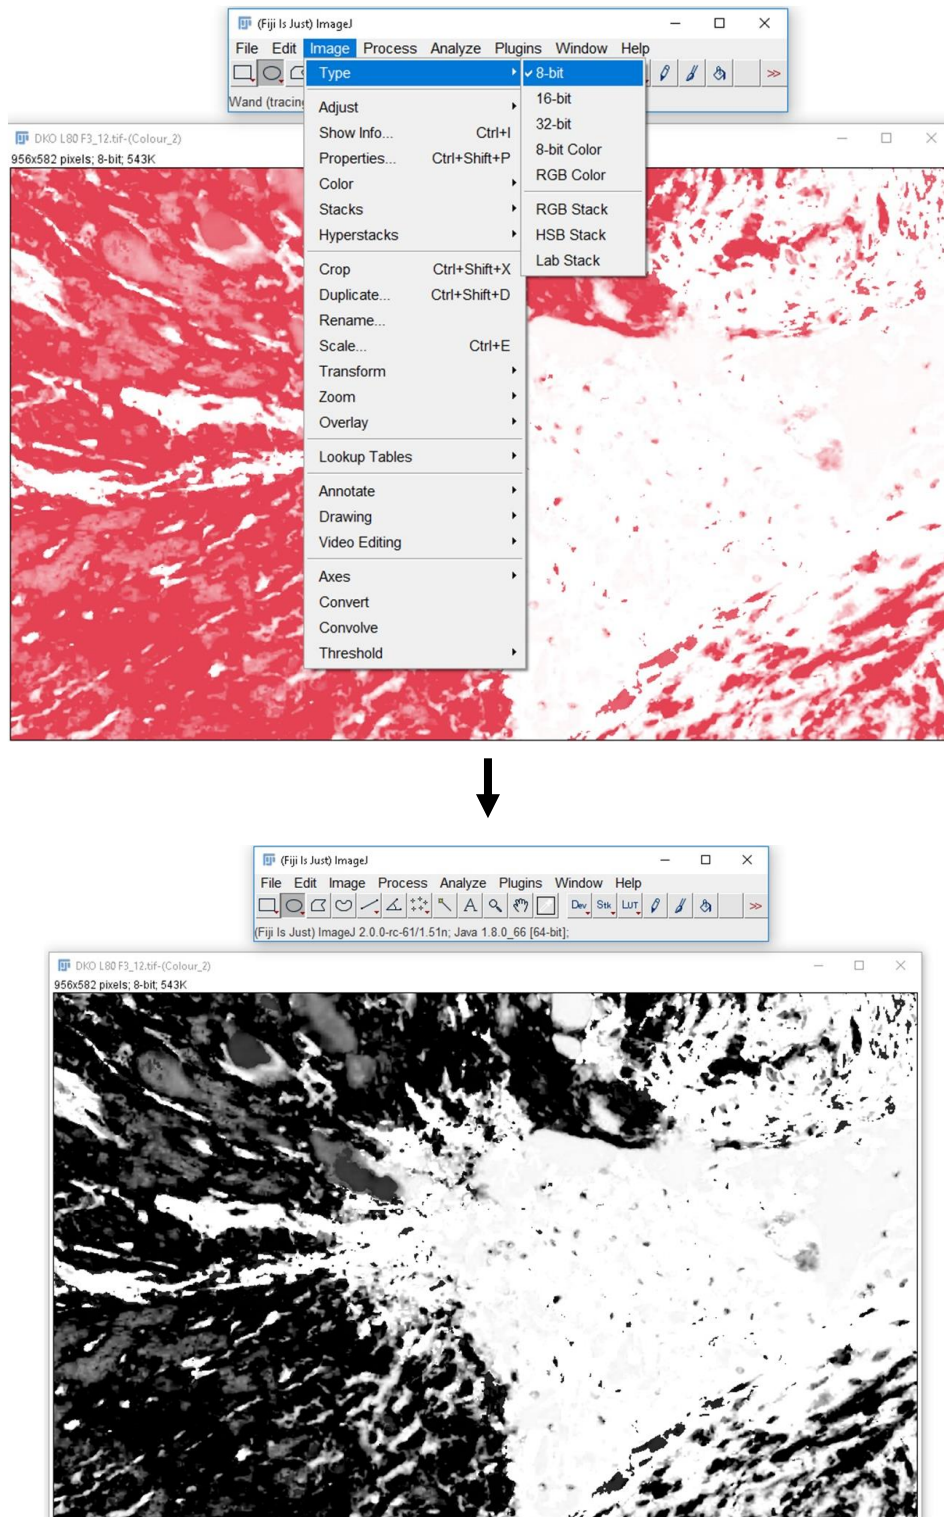 (Fiji Is Just) ImageJ
File Edit Image Process Analyze Plugins Window Help
Wand (tracing
Type
Adjust
Show Info... Ctrl+I
Properties... Ctrl+Shift+P
Color
Stacks
Hyperstacks
Crop Ctrl+Shift+X
Duplicate... Ctrl+Shift+D
Rename...
Scale... Ctrl+E
Transform
Zoom
Overlay
Lookup Tables
Annotate
Drawing
Video Editing
Axes
Convert
Convolve
Threshold
8-bit
16-bit
32-bit
8-bit Color
RGB Color
RGB Stack
HSB Stack
Lab Stack
DKO L80 F3_12.tif-(Colour_2)
956x582 pixels; 8-bit; 543K
(Fiji Is Just) ImageJ
File Edit Image Process Analyze Plugins Window Help
A Dev Stk LUT >>
(Fiji Is Just) ImageJ 2.0.0-rc-61/1.51n; Java 1.8.0_66 [64-bit];
DKO L80 F3_12.tif-(Colour_2)
956x582 pixels; 8-bit; 543K